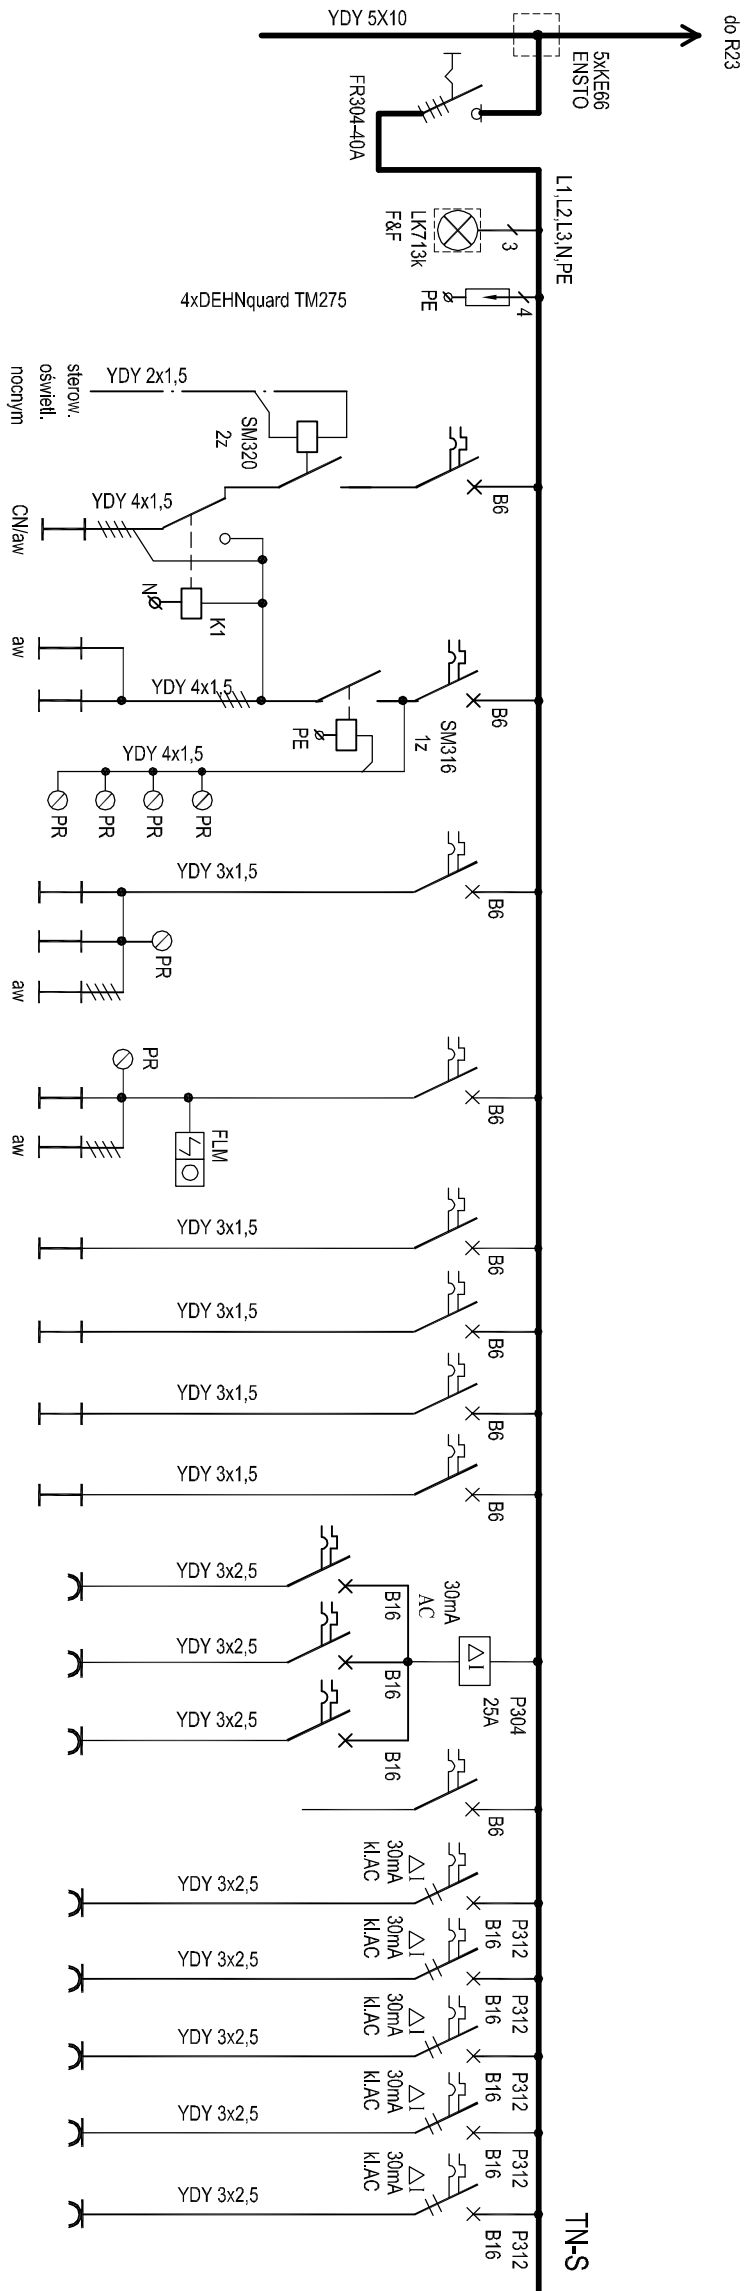 do R23
YDY 5X10
5xKE66
ENSTO
FR304-40A
L1,L2,L3,N,PE
LK713k
F&F
3
4
PE
4xDEHNquard TM275
sterow.
oświetl.
nocnym
YDY 2x1,5
SM320
2z
B6
YDY 4x1,5
CN/aw
N
K1
aw
YDY 4x1,5
B6
SM316
1z
PE
YDY 4x1,5
PR
PR
PR
PR
YDY 3x1,5
B6
PR
aw
PR
B6
FLM
aw
YDY 3x1,5
B6
YDY 3x1,5
B6
YDY 3x1,5
B6
YDY 3x1,5
B6
YDY 3x2,5
B16
30mA
AC
YDY 3x2,5
B16
ΔI
P304
25A
YDY 3x2,5
B16
B6
YDY 3x2,5
ΔI
30mA
kl.AC
P312
B16
YDY 3x2,5
ΔI
30mA
kl.AC
P312
B16
YDY 3x2,5
ΔI
30mA
kl.AC
P312
B16
YDY 3x2,5
ΔI
30mA
kl.AC
P312
B16
YDY 3x2,5
ΔI
30mA
kl.AC
P312
B16
TN-S